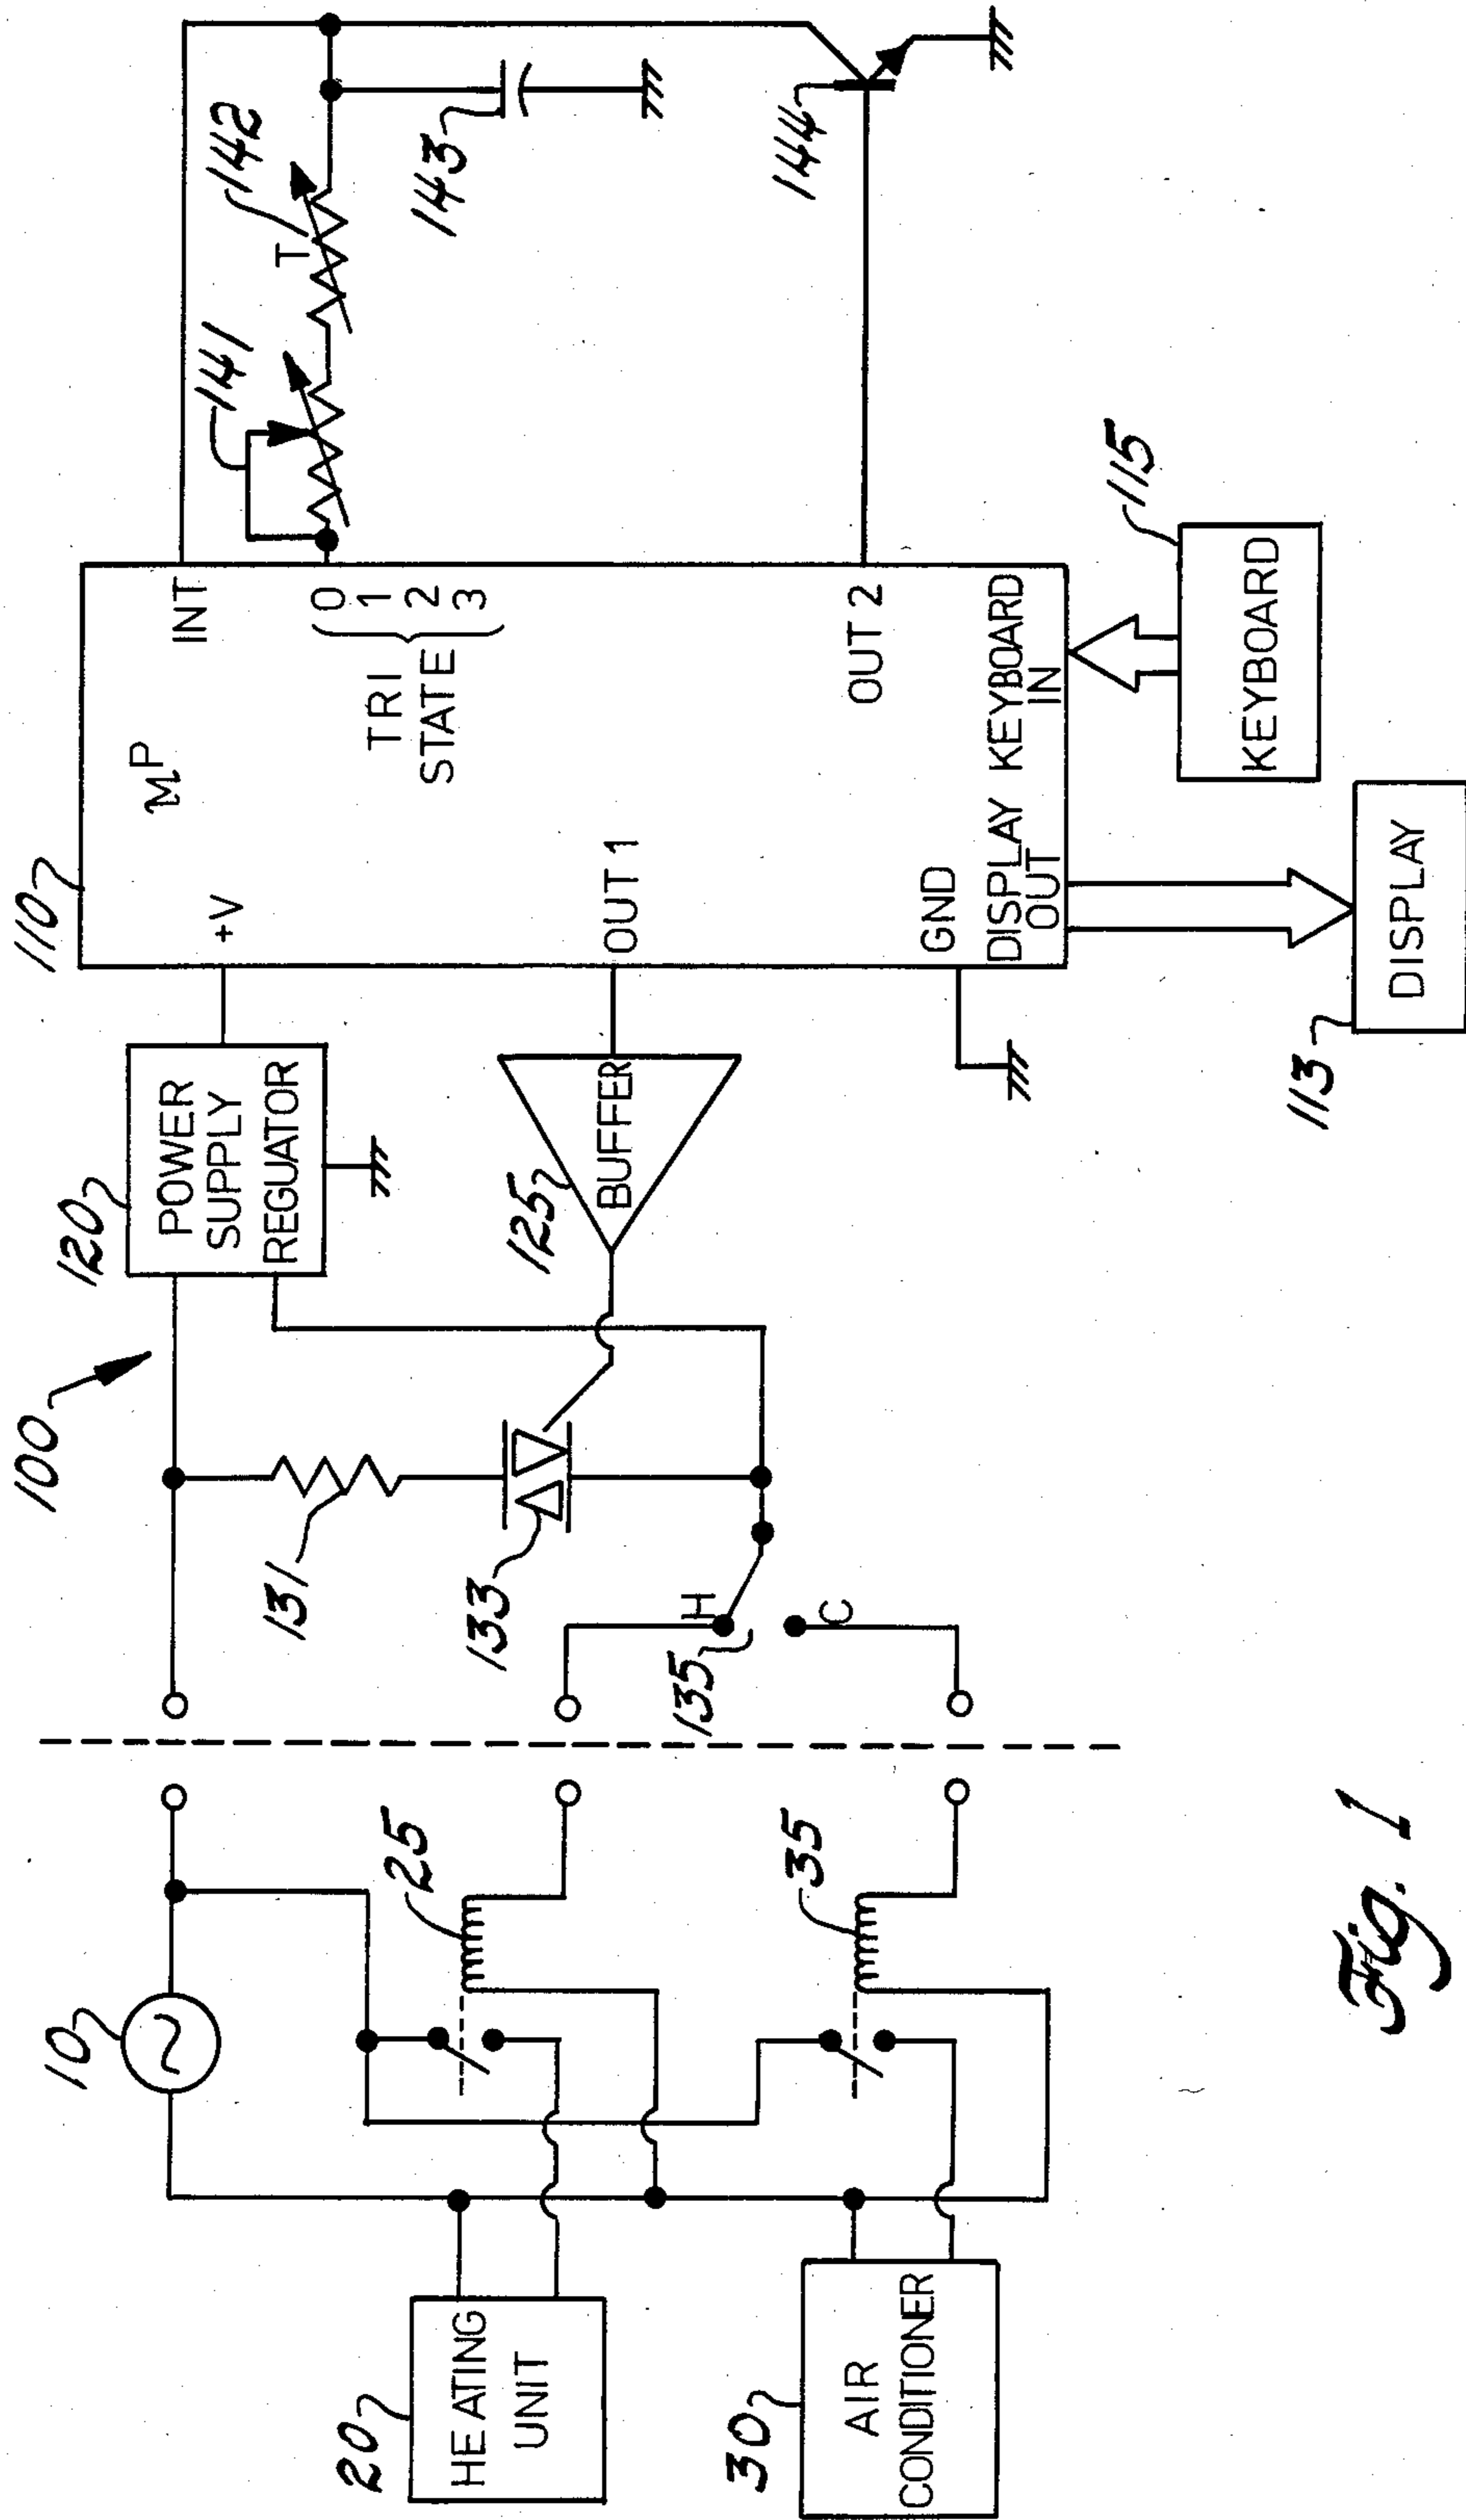 100
10
110
120
+V
ΜP
INT
POWER
SUPPLY
REGUATOR
141
T
142
0
1
2
3
TRI
STATE
20
HEATING
UNIT
25
131
133
125
BUFFER
OUT 1
143
H
C
135
30
AIR
CONDITIONER
35
OUT 2
144
GND
DISPLAY
OUT
KEYBOARD
IN
115
KEYBOARD
113
DISPLAY
Fig. 1